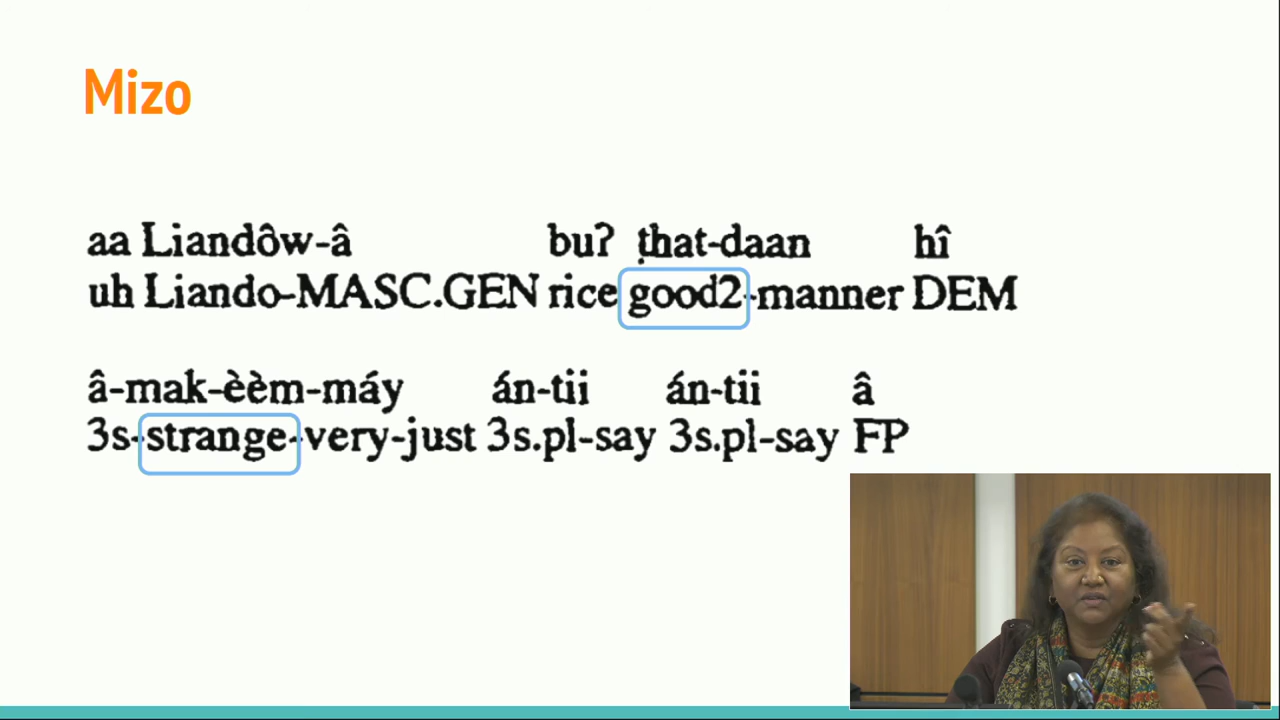 Mizo
aa Liandôw-â bu? ṭhat-daan hî
uh Liando-MASC.GEN rice good2-manner DEM
â-mak-èèm-máy án-tii án-tii â
3s-strange-very-just 3s.pl-say 3s.pl-say FP